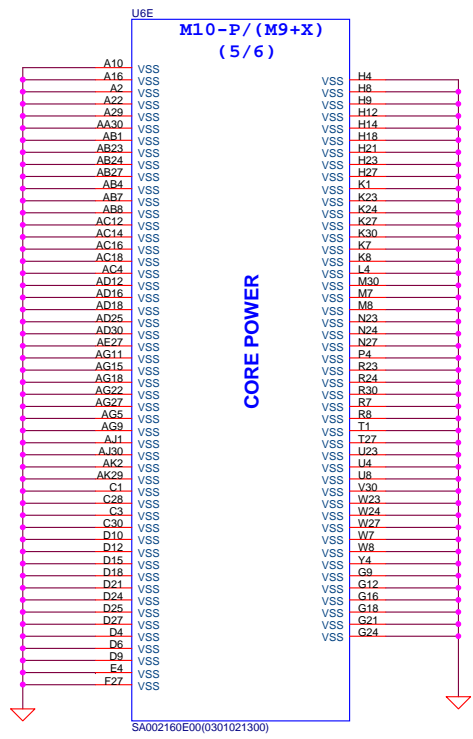 U6E
M10-P/(M9+X)
(5/6)
A10 VSS
A16 VSS
A2 VSS
A22 VSS
A29 VSS
AA30 VSS
AB1 VSS
AB23 VSS
AB24 VSS
AB27 VSS
AB4 VSS
AB7 VSS
AB8 VSS
AC12 VSS
AC14 VSS
AC16 VSS
AC18 VSS
AC4 VSS
AD12 VSS
AD16 VSS
AD18 VSS
AD25 VSS
AD30 VSS
AE27 VSS
AG11 VSS
AG15 VSS
AG18 VSS
AG22 VSS
AG27 VSS
AG5 VSS
AG9 VSS
AJ1 VSS
AJ30 VSS
AK2 VSS
AK29 VSS
C1 VSS
C28 VSS
C3 VSS
C30 VSS
D10 VSS
D12 VSS
D15 VSS
D18 VSS
D21 VSS
D24 VSS
D25 VSS
D27 VSS
D4 VSS
D6 VSS
D9 VSS
E4 VSS
F27 VSS
CORE POWER
VSS H4
VSS H8
VSS H9
VSS H12
VSS H14
VSS H18
VSS H21
VSS H23
VSS H27
VSS K1
VSS K23
VSS K24
VSS K27
VSS K30
VSS K7
VSS K8
VSS L4
VSS M30
VSS M7
VSS M8
VSS N23
VSS N24
VSS N27
VSS P4
VSS R23
VSS R24
VSS R30
VSS R7
VSS R8
VSS T1
VSS T27
VSS U23
VSS U4
VSS U8
VSS V30
VSS W23
VSS W24
VSS W27
VSS W7
VSS W8
VSS Y4
VSS G9
VSS G12
VSS G16
VSS G18
VSS G21
VSS G24
SA002160E00(0301021300)